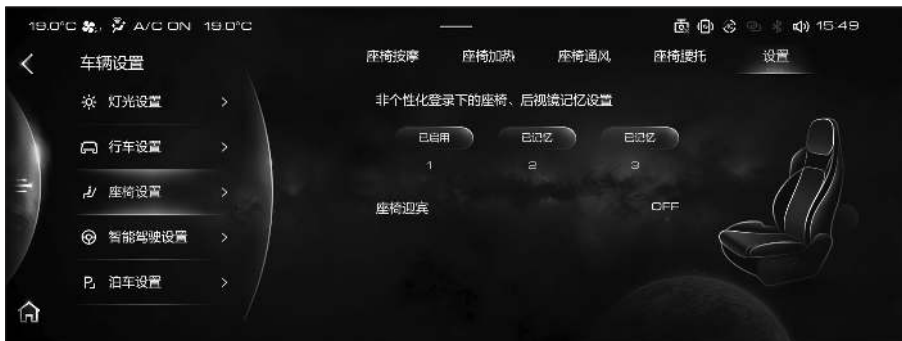 19.0°C A/C ON 19.0°C 15:49
车辆设置
座椅按摩 座椅加热 座椅通风 座椅腰托 设置
灯光设置
行车设置
座椅设置
智能驾驶设置
泊车设置
非个性化登录下的座椅、后视镜记忆设置
已启用 已记忆 已记忆
1 2 3
座椅迎宾 OFF